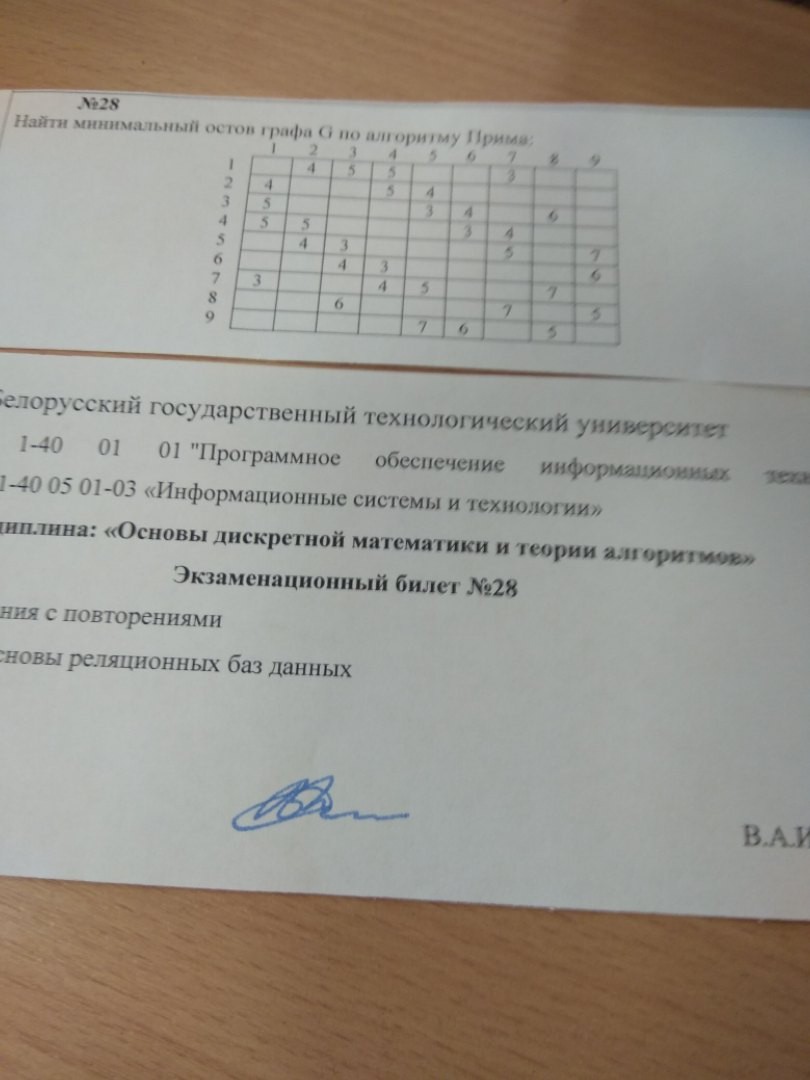 №28
Найти минимальный остов графа G по алгоритму Прима:
1 2 3 4 5 6 7 8 9
1 4 5 5 3
2 4 5 4
3 5 3 4 6
4 5 5 3 4
5 4 3 5 7
6 4 3 6
7 3 4 5 7
8 6 7 5
9 7 6 5
Белорусский государственный технологический университет
1-40 01 01 "Программное обеспечение информационных
1-40 05 01-03 «Информационные системы и технологии»
«Основы дискретной математики и теории алгоритмов»
Экзаменационный билет №28
с повторениями
реляционных баз данных
В.А.